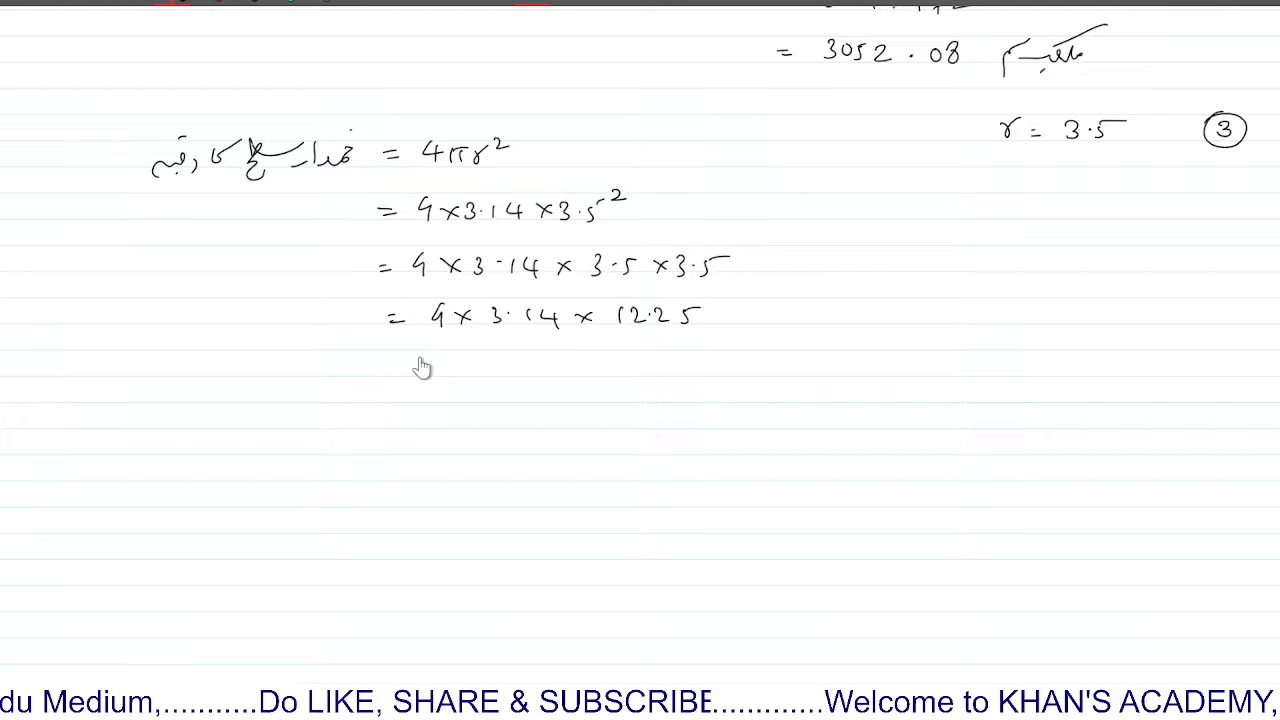 = 3052.08 مکعب سم
r = 3.5 (3)
خمدار سطح کا رقبہ = 4πr²
= 4 × 3.14 × 3.5²
= 4 × 3.14 × 3.5 × 3.5
= 4 × 3.14 × 12.25
du Medium,...........Do LIKE, SHARE & SUBSCRIBE.............Welcome to KHAN'S ACADEMY,